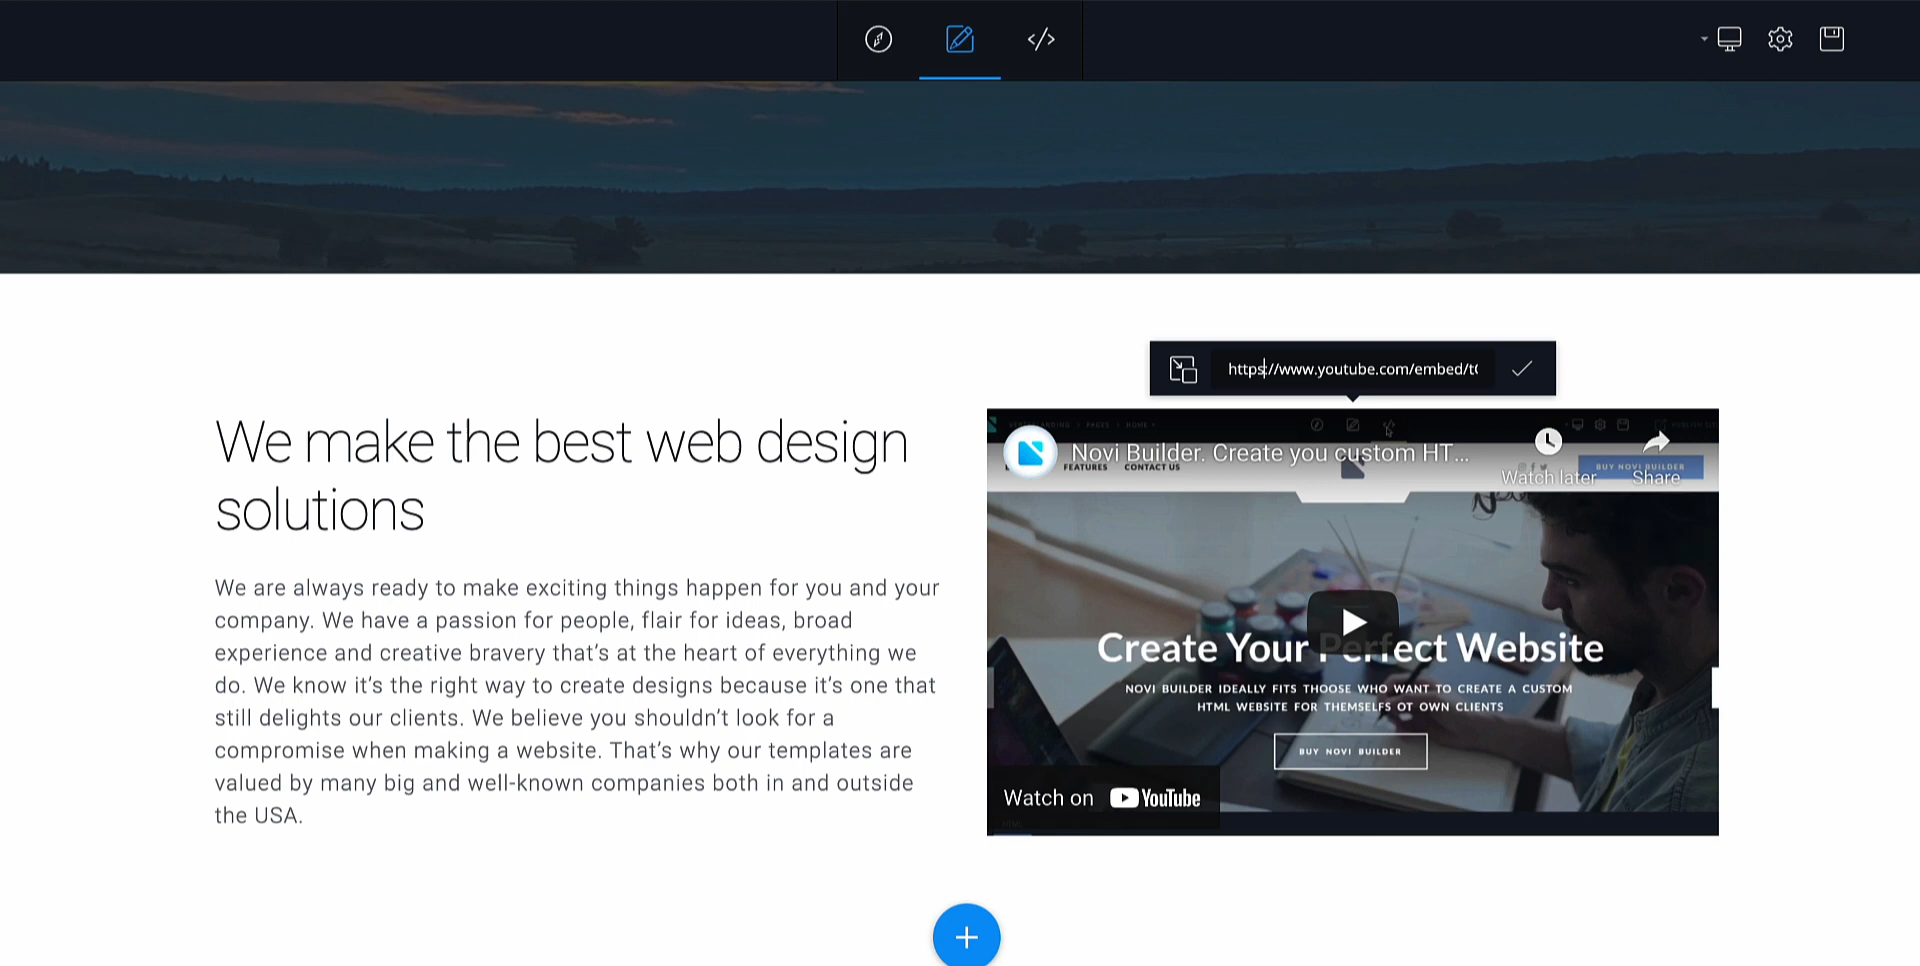 https://www.youtube.com/embed/t
We make the best web design
solutions
We are always ready to make exciting things happen for you and your
company. We have a passion for people, flair for ideas, broad
experience and creative bravery that’s at the heart of everything we
do. We know it’s the right way to create designs because it’s one that
still delights our clients. We believe you shouldn’t look for a
compromise when making a website. That’s why our templates are
valued by many big and well-known companies both in and outside
the USA.
PAGES HOME
Novi Builder. Create you custom HT...
FEATURES CONTACT US
BUY NOVI BUILDER
Watch later Share
Create Your Perfect Website
NOVI BUILDER IDEALLY FITS THOOSE WHO WANT TO CREATE A CUSTOM
HTML WEBSITE FOR THEMSELFS OT OWN CLIENTS
BUY NOVI BUILDER
Watch on YouTube